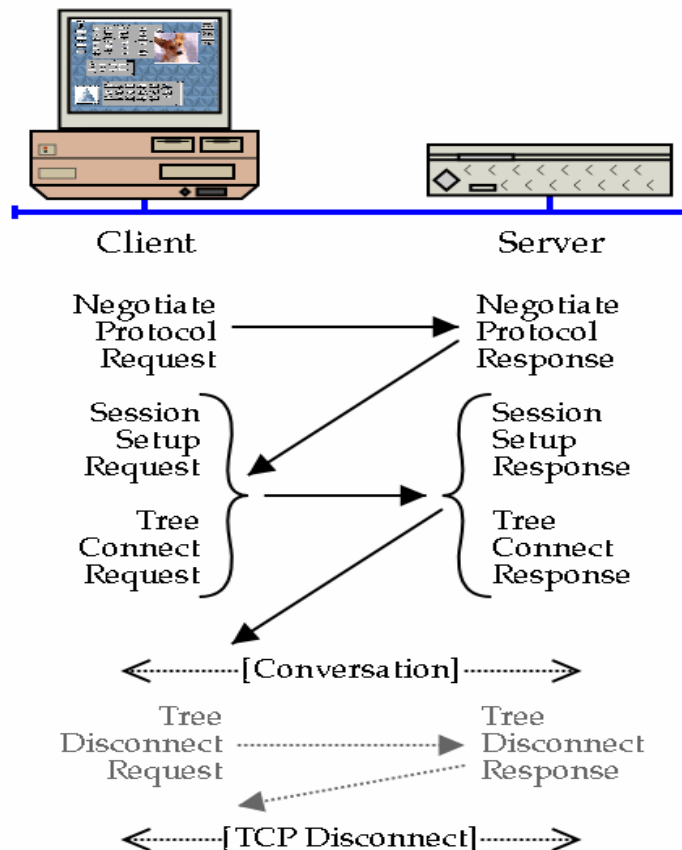 Client
Server
Negotiate
Protocol
Request
Negotiate
Protocol
Response
Session
Setup
Request
Session
Setup
Response
Tree
Connect
Request
Tree
Connect
Response
[Conversation]
Tree
Disconnect
Request
Tree
Disconnect
Response
[TCP Disconnect]